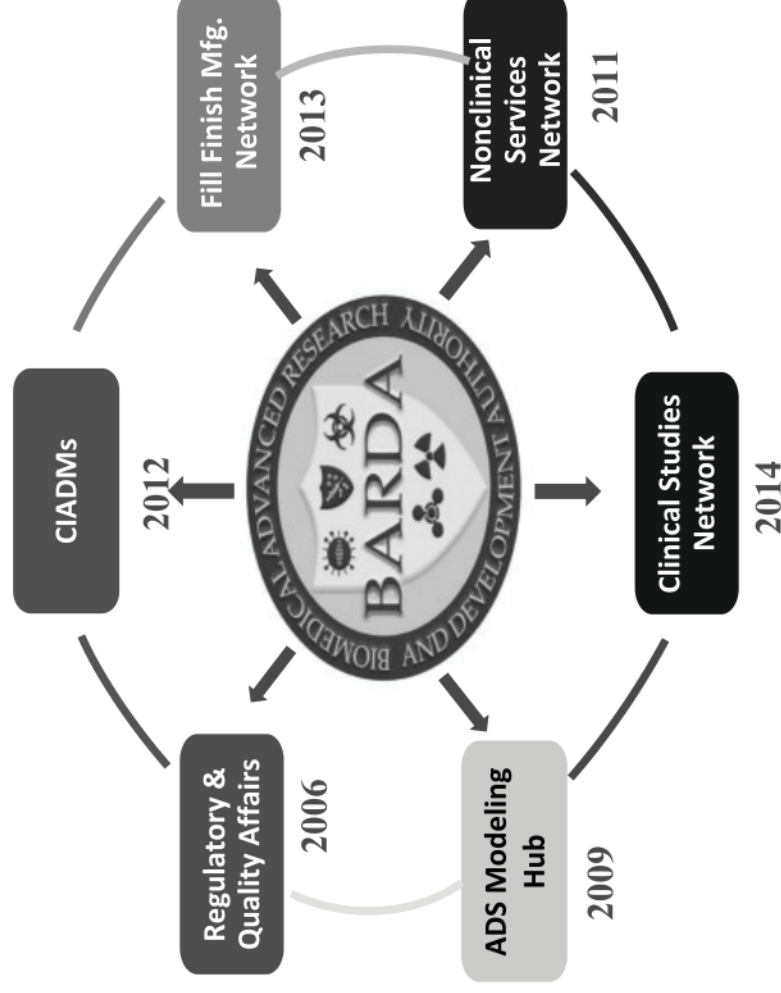 CIADMs
2012
Fill Finish Mfg.
Network
2013
Nonclinical
Services
Network
2011
Clinical Studies
Network
2014
ADS Modeling
Hub
2009
Regulatory &
Quality Affairs
2006
BIOMEDICAL ADVANCED RESEARCH
AND DEVELOPMENT AUTHORITY
BARDA